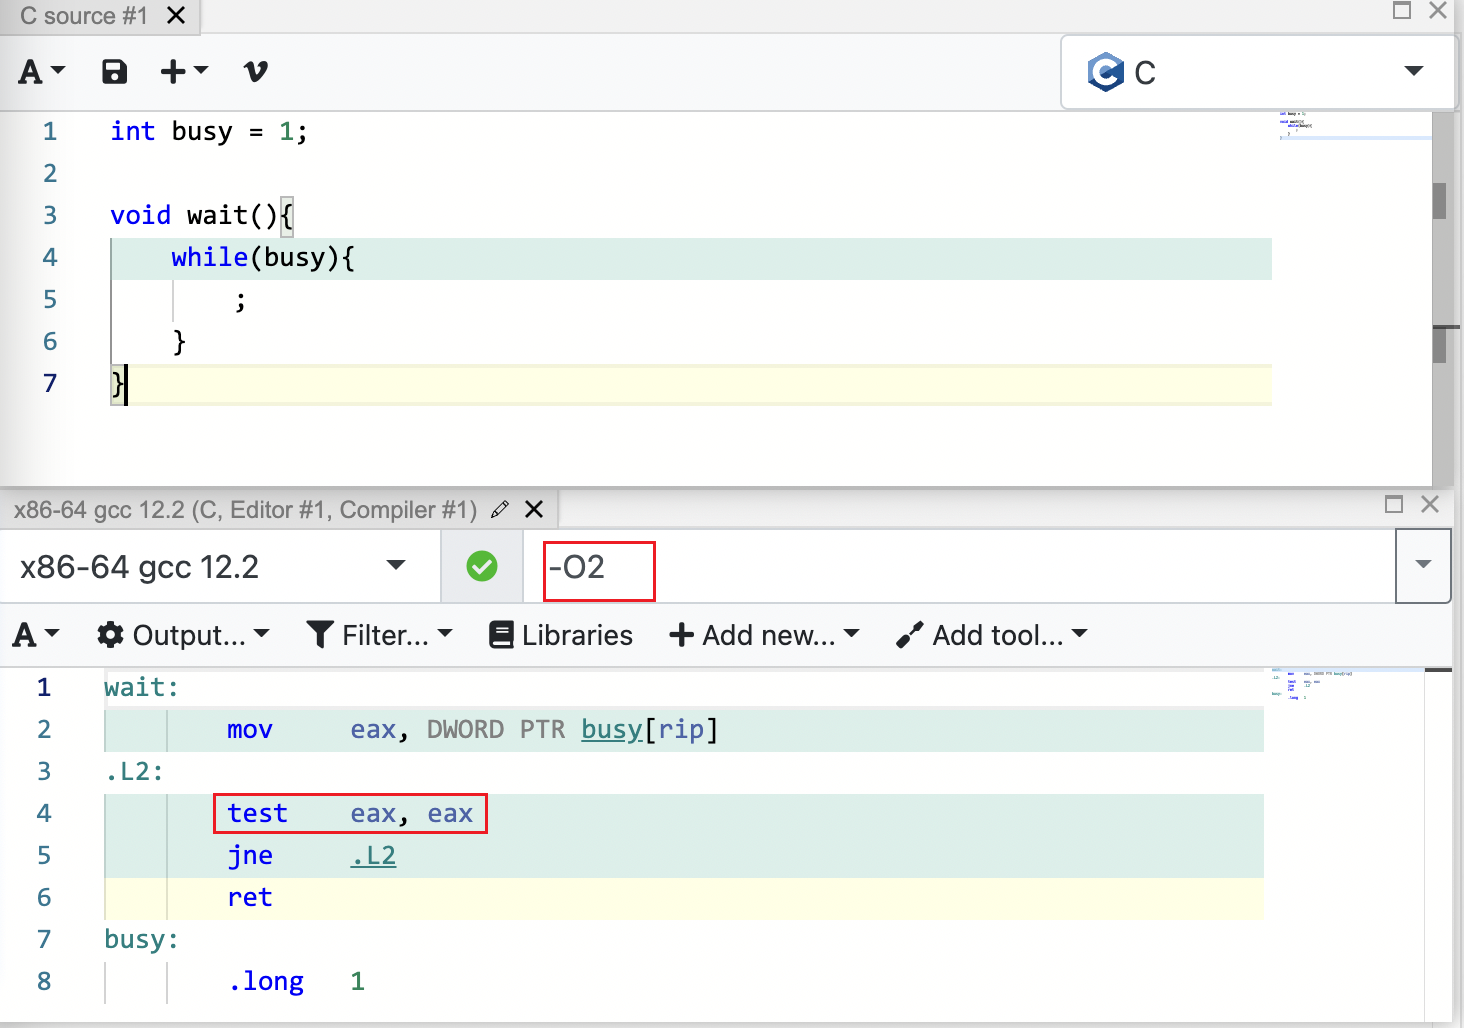 C source #1
A
C
1 int busy = 1;
2
3 void wait(){
4 while(busy){
5 ;
6 }
7 }
x86-64 gcc 12.2 (C, Editor #1, Compiler #1)
x86-64 gcc 12.2 -O2
A Output... Filter... Libraries Add new... Add tool...
1 wait:
2 mov eax, DWORD PTR busy[rip]
3 .L2:
4 test eax, eax
5 jne .L2
6 ret
7 busy:
8 .long 1